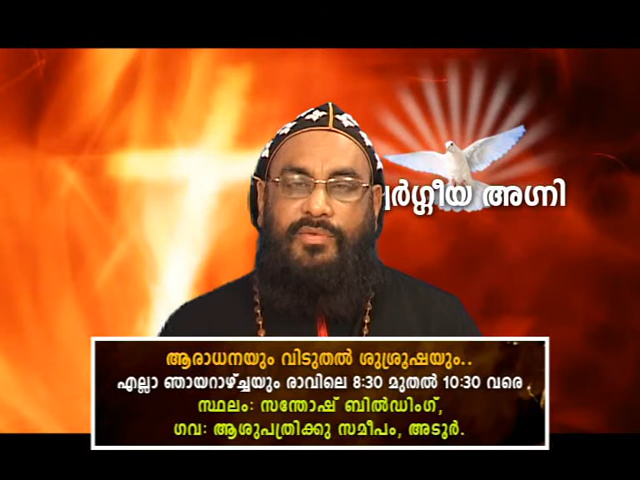 വർഗ്ഗീയ അഗ്നി
ആരാധനയും വിടുതൽ ശുശ്രൂഷയും..
എല്ലാ ഞായറാഴ്ച്ചയും രാവിലെ 8:30 മുതൽ 10:30 വരെ .
സ്ഥലം: സന്തോഷ് ബിൽഡിംഗ്,
ഗവ: ആശുപത്രിക്കു സമീപം, അടൂർ.